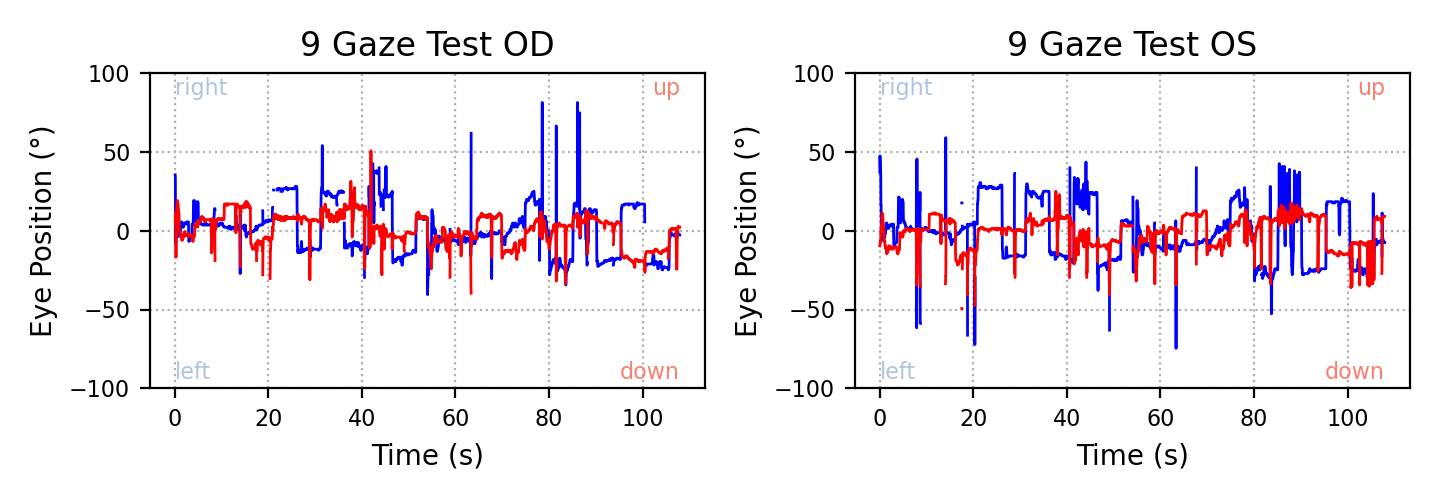 9 Gaze Test OD
100
50
0
−50
−100
right
up
left
down
0 20 40 60 80 100
Time (s)
Eye Position (°)
9 Gaze Test OS
100
50
0
−50
−100
right
up
left
down
0 20 40 60 80 100
Time (s)
Eye Position (°)